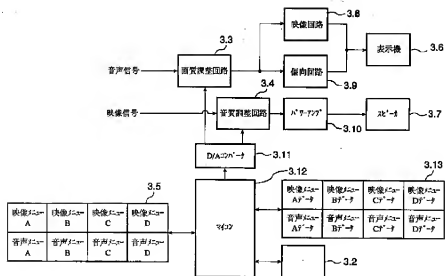 3.8
映像回路
3.3
3.6
音声信号
画質調整回路
表示機
3.4
偏向回路
3.9
映像信号
音質調整回路
パワーアンプ
スピータ
3.10
3.7
D/Aコンバータ
3.11
3.12
3.13
3.5
映像メニュー A
映像メニュー B
映像メニュー C
映像メニュー D
音声メニュー A
音声メニュー B
音声メニュー C
音声メニュー D
マイコン
映像メニュー Aデータ
映像メニュー Bデータ
映像メニュー Cデータ
映像メニュー Dデータ
音声メニュー Aデータ
音声メニュー Bデータ
音声メニュー Cデータ
音声メニュー Dデータ
3.2